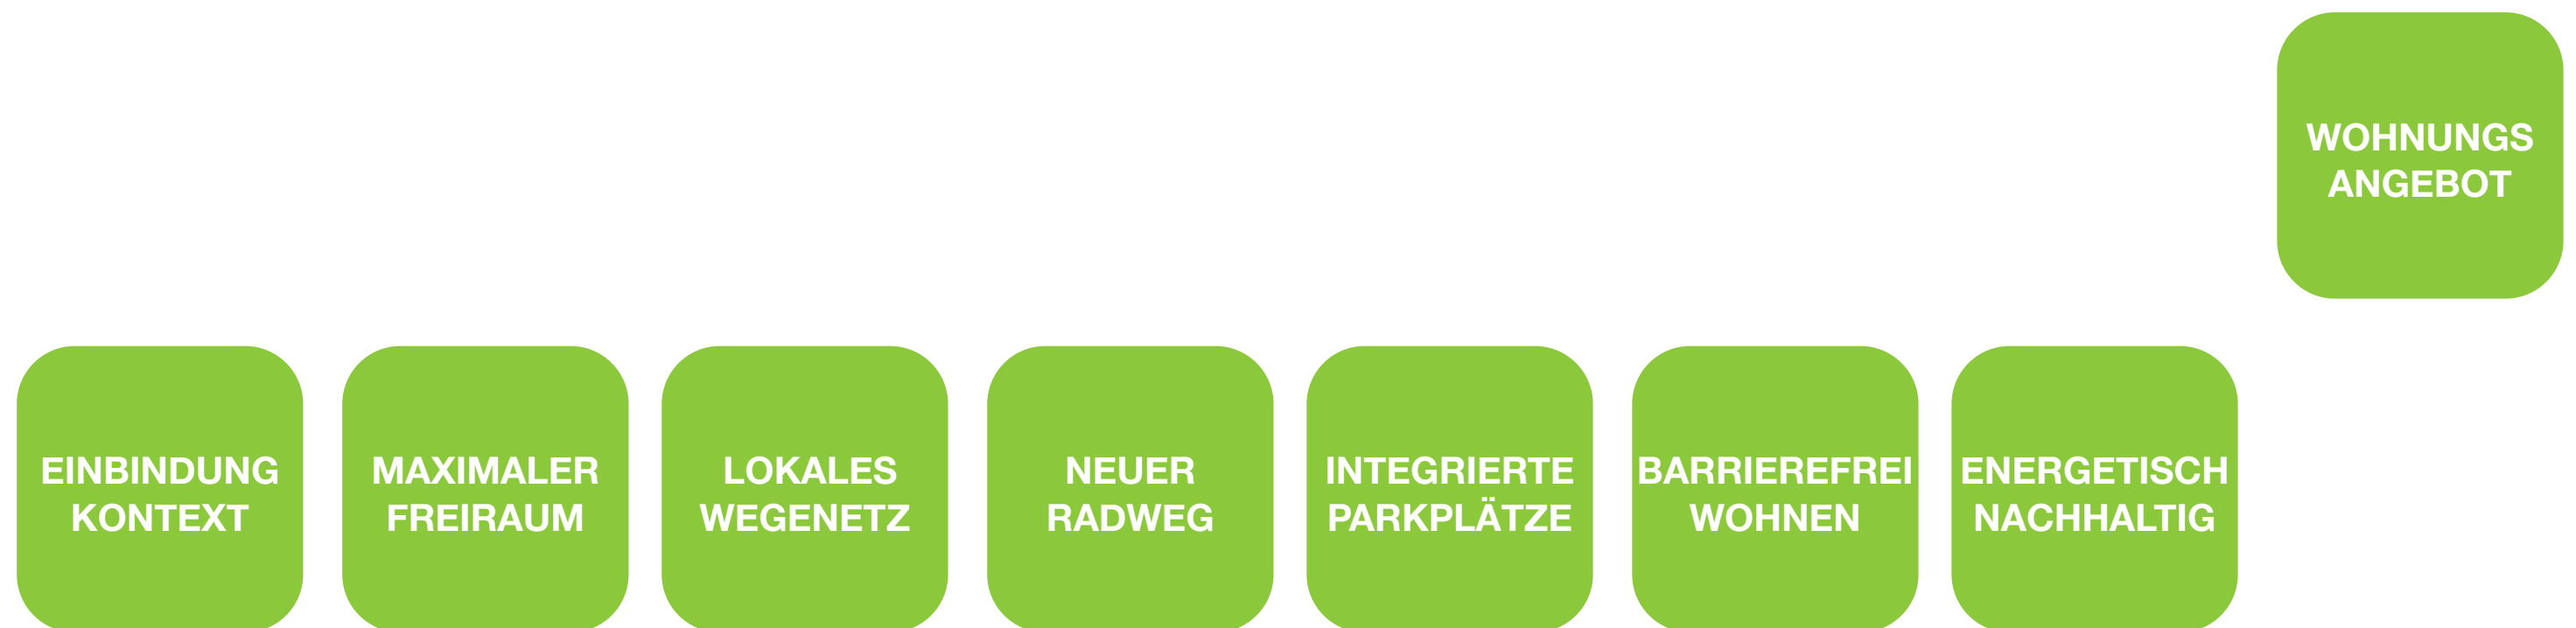 WOHNUNGS
ANGEBOT
EINBINDUNG
KONTEXT
MAXIMALER
FREIRAUM
LOKALES
WEGENETZ
NEUER
RADWEG
INTEGRIERTE
PARKPLÄTZE
BARRIEREFREI
WOHNEN
ENERGETISCH
NACHHALTIG